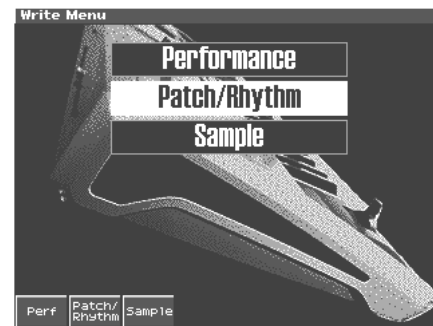 Write Menu
Performance
Patch/Rhythm
Sample
Perf
Patch/
Rhythm
Sample